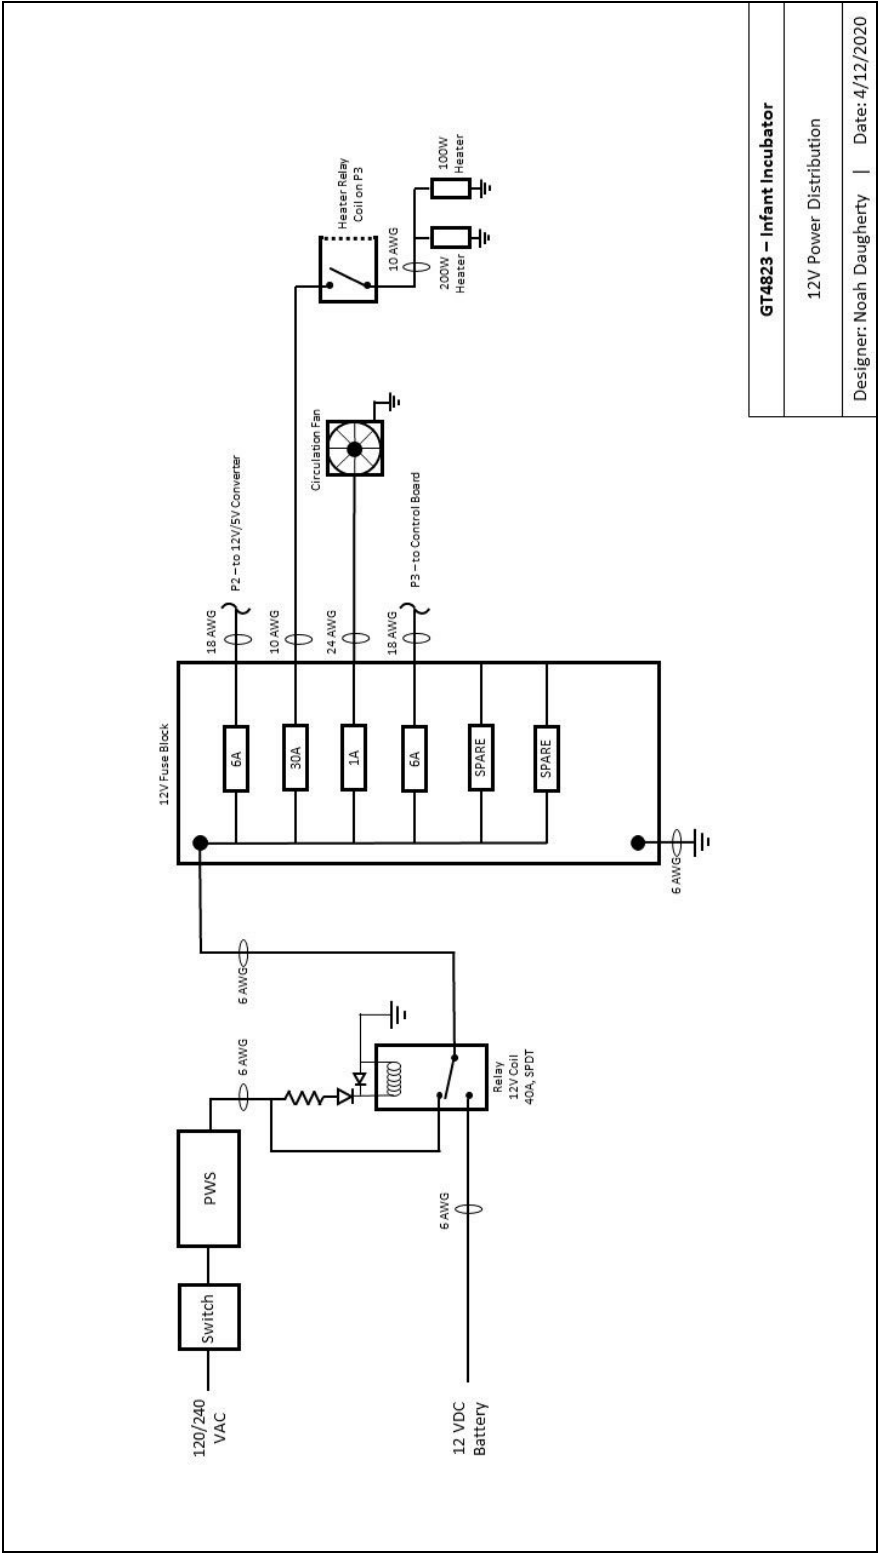 120/240
VAC
Switch
PWS
6 AWG
6 AWG
12 VDC
Battery
6 AWG
Relay
12V Coil
40A, SPDT
12V Fuse Block
6A
30A
1A
6A
SPARE
SPARE
6 AWG
18 AWG
P2 – to 12V/5V Converter
10 AWG
24 AWG
Circulation Fan
18 AWG
P3 – to Control Board
Heater Relay
Coil on P3
10 AWG
200W
Heater
100W
Heater
GT4823 – Infant Incubator
12V Power Distribution
Designer: Noah Daugherty | Date: 4/12/2020